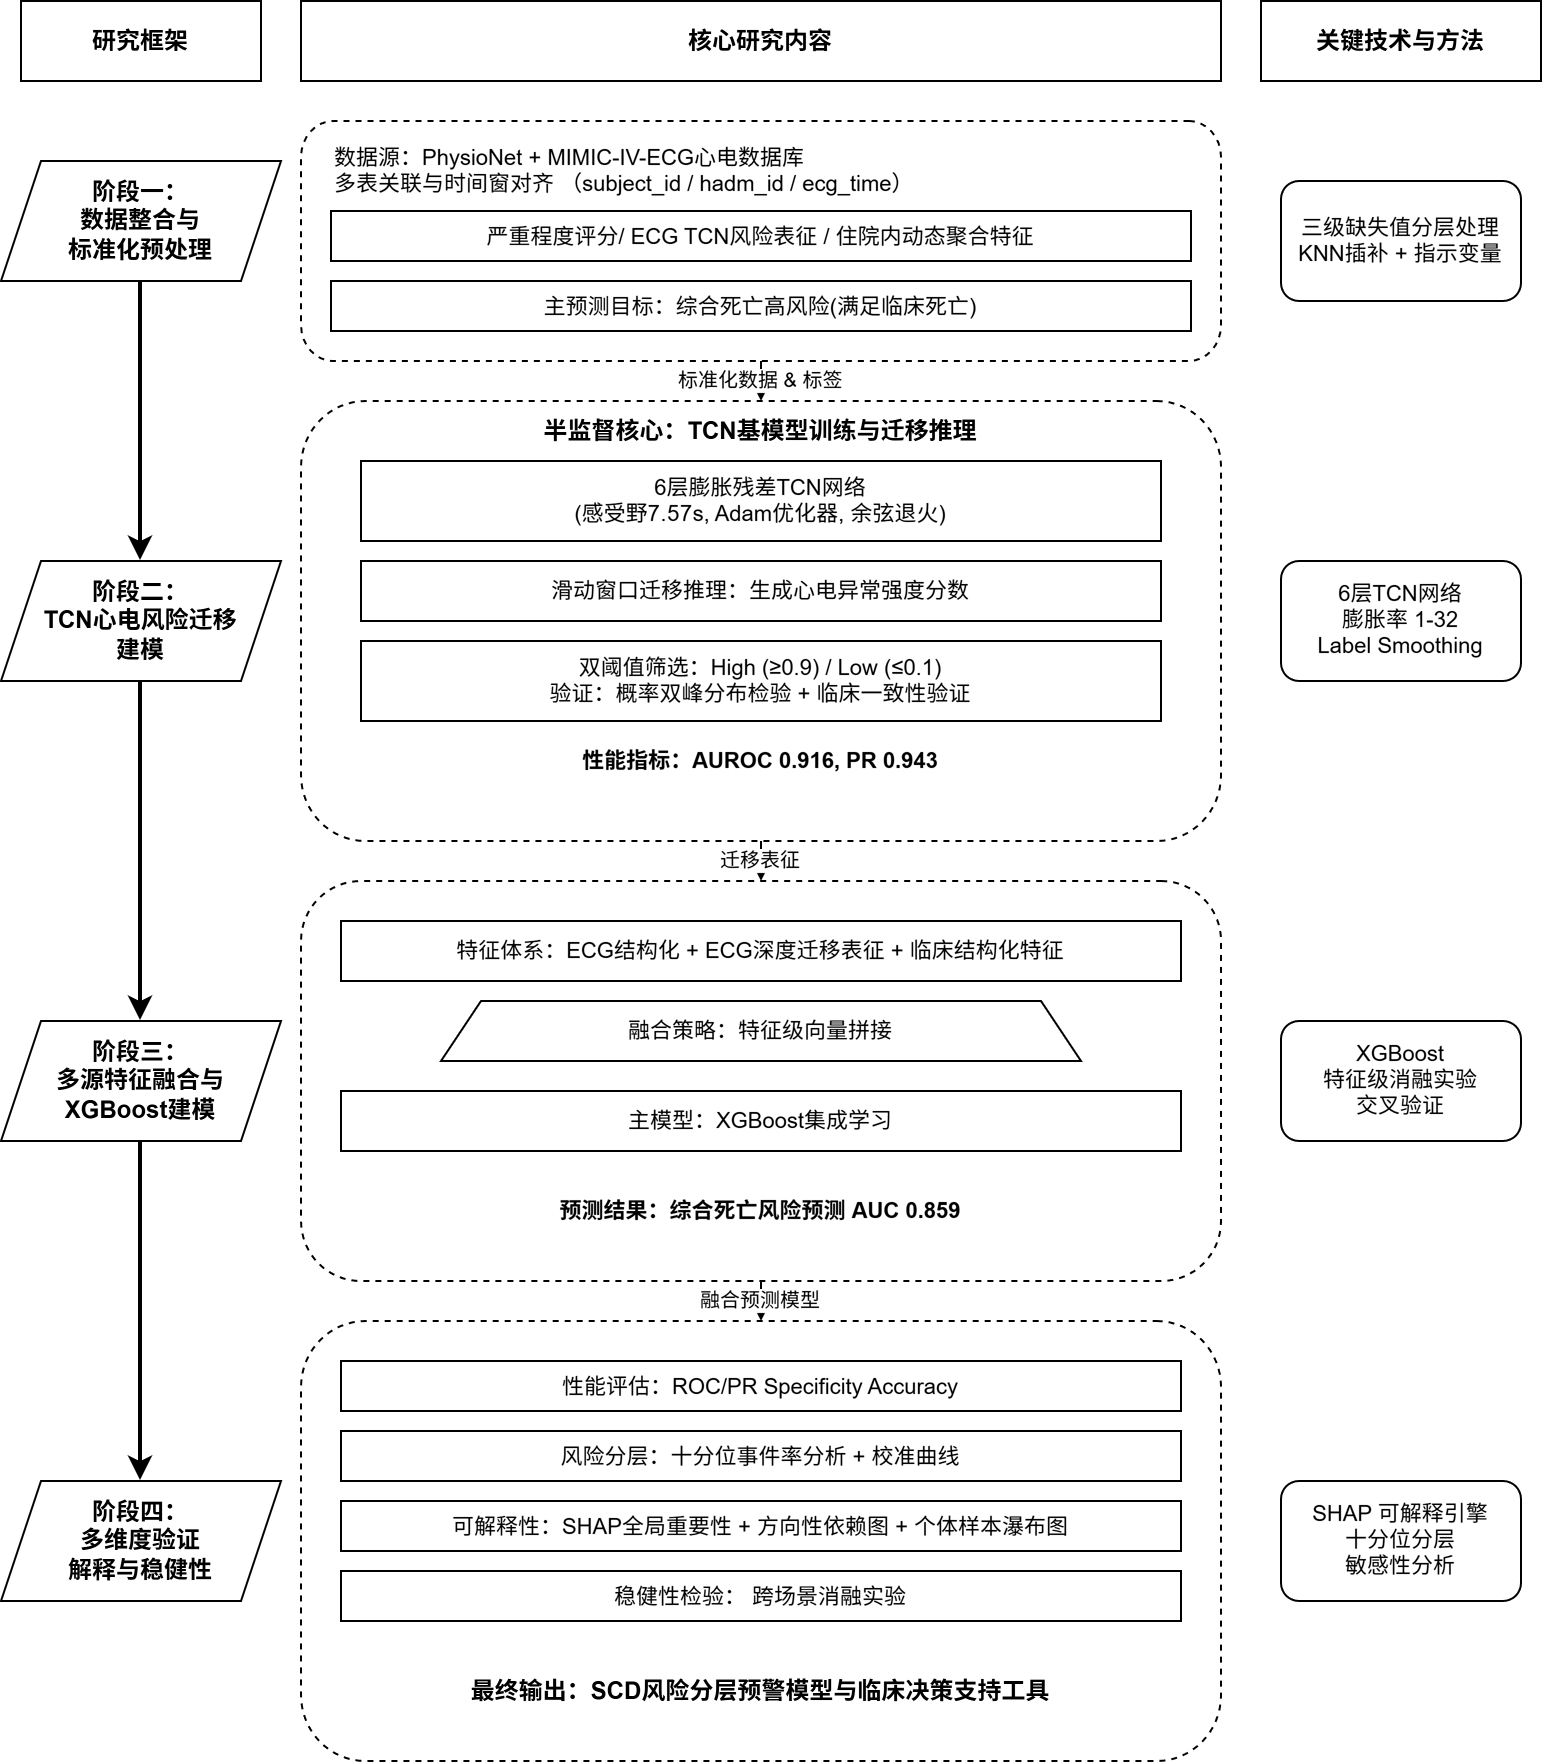 研究框架
核心研究内容
关键技术与方法
阶段一：
数据整合与
标准化预处理
数据源：PhysioNet + MIMIC-IV-ECG心电数据库
多表关联与时间窗对齐 （subject_id / hadm_id / ecg_time）
严重程度评分/ ECG TCN风险表征 / 住院内动态聚合特征
主预测目标：综合死亡高风险(满足临床死亡)
三级缺失值分层处理
KNN插补 + 指示变量
标准化数据 & 标签
阶段二：
TCN心电风险迁移
建模
半监督核心：TCN基模型训练与迁移推理
6层膨胀残差TCN网络
(感受野7.57s, Adam优化器, 余弦退火)
滑动窗口迁移推理：生成心电异常强度分数
双阈值筛选：High (≥0.9) / Low (≤0.1)
验证：概率双峰分布检验 + 临床一致性验证
性能指标：AUROC 0.916, PR 0.943
6层TCN网络
膨胀率 1-32
Label Smoothing
迁移表征
阶段三：
多源特征融合与
XGBoost建模
特征体系：ECG结构化 + ECG深度迁移表征 + 临床结构化特征
融合策略：特征级向量拼接
主模型：XGBoost集成学习
预测结果：综合死亡风险预测 AUC 0.859
XGBoost
特征级消融实验
交叉验证
融合预测模型
阶段四：
多维度验证
解释与稳健性
性能评估：ROC/PR Specificity Accuracy
风险分层：十分位事件率分析 + 校准曲线
可解释性：SHAP全局重要性 + 方向性依赖图 + 个体样本瀑布图
稳健性检验： 跨场景消融实验
最终输出：SCD风险分层预警模型与临床决策支持工具
SHAP 可解释引擎
十分位分层
敏感性分析